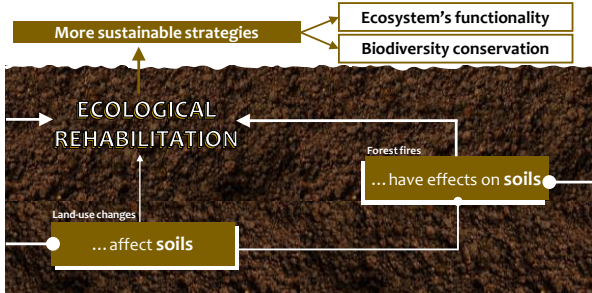 More sustainable strategies
Ecosystem's functionality
Biodiversity conservation
ECOLOGICAL
REHABILITATION
Forest fires
...have effects on soils
Land-use changes
...affect soils